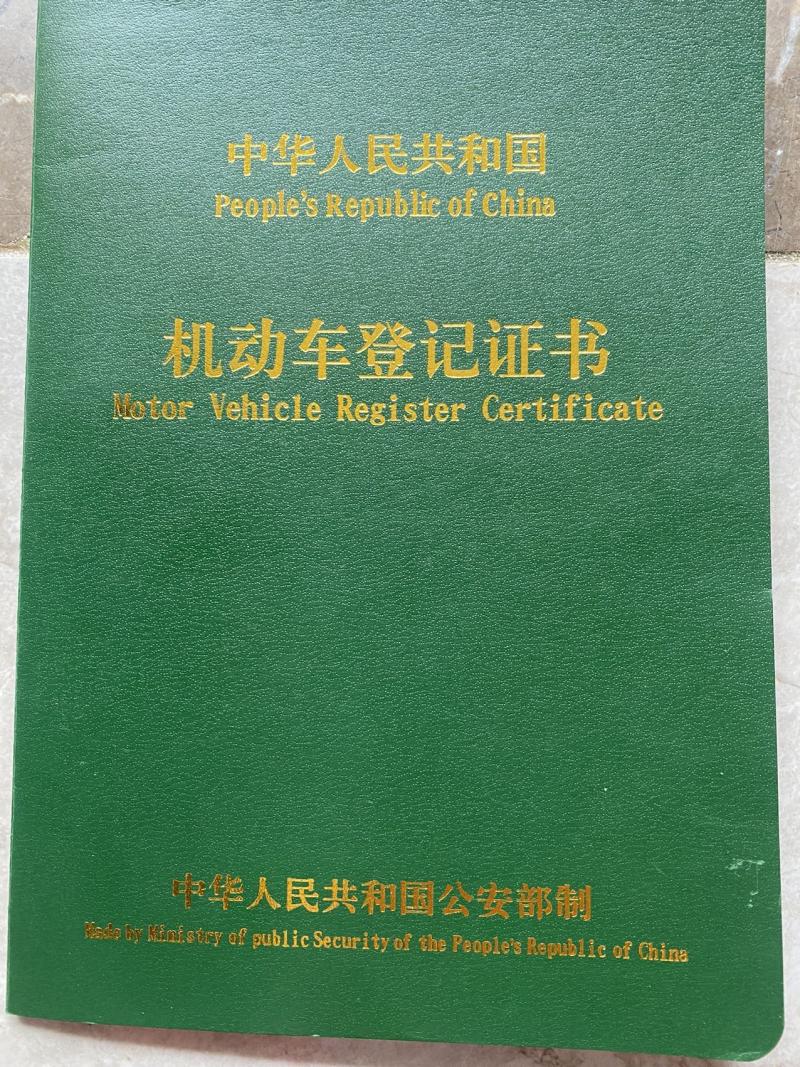 中华人民共和国
People's Republic of China
机动车登记证书
Motor Vehicle Register Certificate
中华人民共和国公安部制
Made by Ministry of public Security of the People's Republic of China